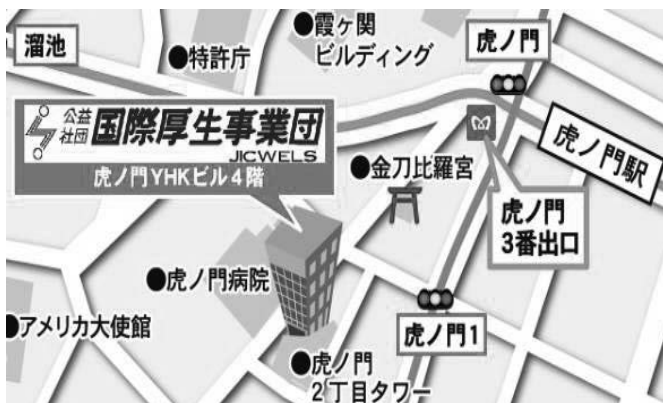 溜池
●特許庁
●霞ヶ関
ビルディング
虎ノ門
公益
社団
国際厚生事業団
JICWELS
虎ノ門YHKビル4階
●金刀比羅宮
虎ノ門駅
虎ノ門
3番出口
●虎ノ門病院
●アメリカ大使館
虎ノ門1
●虎ノ門
2丁目タワー